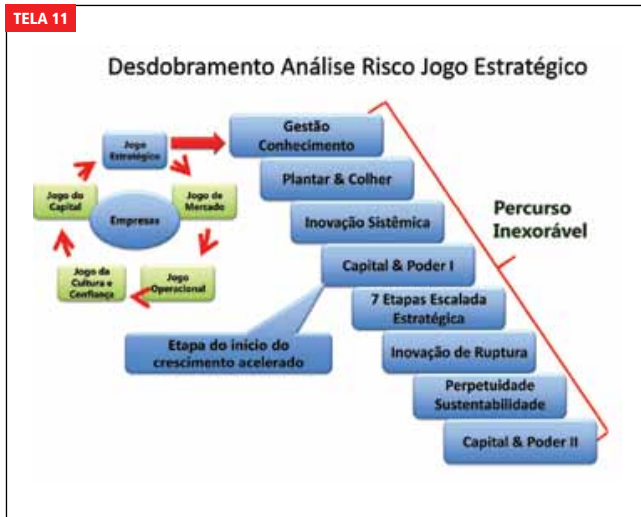 TELA 11
Desdobramento Análise Risco Jogo Estratégico
Jogo
Estratégico
Jogo do
Capital
Empresas
Jogo de
Mercado
Jogo da
Cultura e
Confiança
Jogo
Operacional
Gestão
Conhecimento
Plantar & Colher
Inovação Sistêmica
Capital & Poder I
7 Etapas Escalada
Estratégica
Inovação de Ruptura
Perpetuidade
Sustentabilidade
Capital & Poder II
Etapa do início do
crescimento acelerado
Percurso
Inexorável